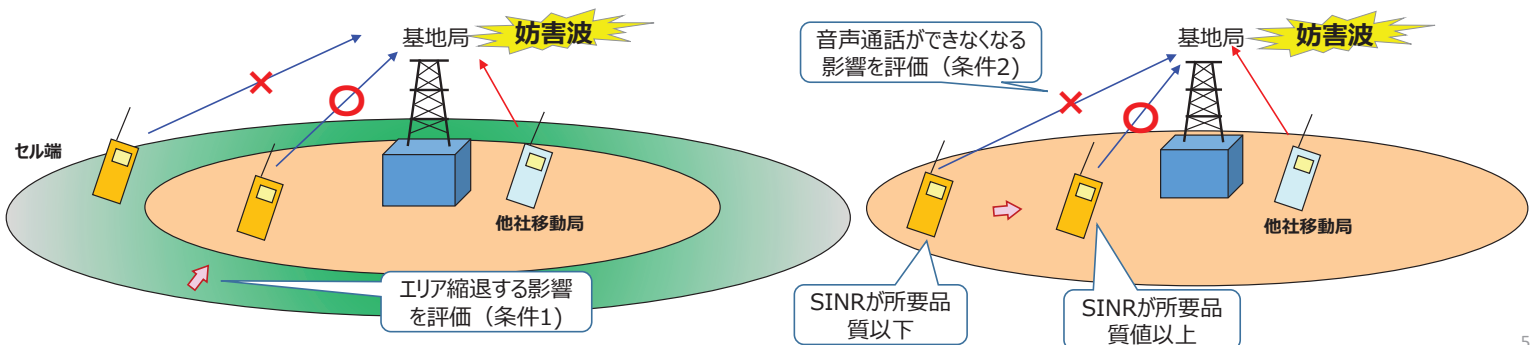 基地局
妨害波
セル端
他社移動局
エリア縮退する影響
を評価（条件1)
音声通話ができなくなる
影響を評価（条件2)
基地局
妨害波
他社移動局
SINRが所要品
質以下
SINRが所要品
質値以上
5